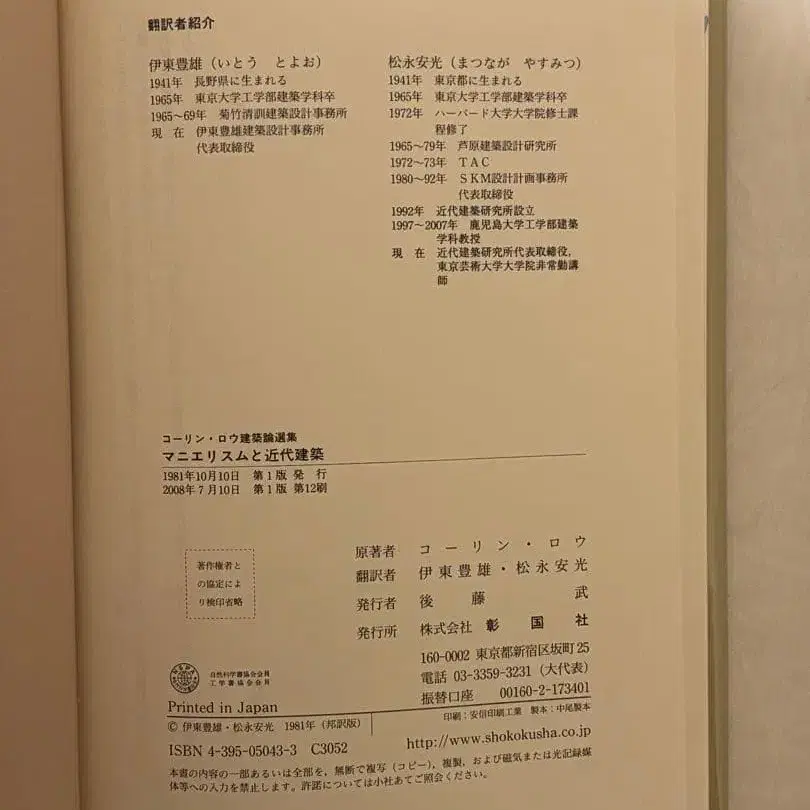 翻訳者紹介
伊東豊雄（いとう　とよお）
1941年　長野県に生まれる
1965年　東京大学工学部建築学科卒
1965～69年　菊竹清訓建築設計事務所
現　在　伊東豊雄建築設計事務所
代表取締役
松永安光（まつなが　やすみつ）
1941年　東京都に生まれる
1965年　東京大学工学部建築学科卒
1972年　ハーバード大学大学院修士課
程修了
1965～79年　芦原建築設計研究所
1972～73年　TAC
1980～92年　SKM設計計画事務所
代表取締役
1992年　近代建築研究所設立
1997～2007年　鹿児島大学工学部建築
学科教授
現　在　近代建築研究所代表取締役，
東京芸術大学大学院非常勤講
師
コーリン・ロウ建築論選集
マニエリスムと近代建築
1981年10月10日　第1版　発　行
2008年7月10日　第1版　第12刷
著作権者と
の協定によ
り検印省略
原著者　コーリン・ロウ
翻訳者　伊東豊雄・松永安光
発行者　後　藤　武
発行所　株式会社　彰　国　社
160-0002　東京都新宿区坂町25
電話　03-3359-3231（大代表）
振替口座　00160-2-173401
自然科学書協会会員
工学書協会会員
Printed in Japan
© 伊東豊雄・松永安光　1981年（邦訳版）
印刷：安信印刷工業　製本：中尾製本
ISBN 4-395-05043-3　C3052
http://www.shokokusha.co.jp
本書の内容の一部あるいは全部を，無断で複写（コピー），複製，および磁気または光記録媒
体等への入力を禁止します。許諾については小社あてご照会ください。